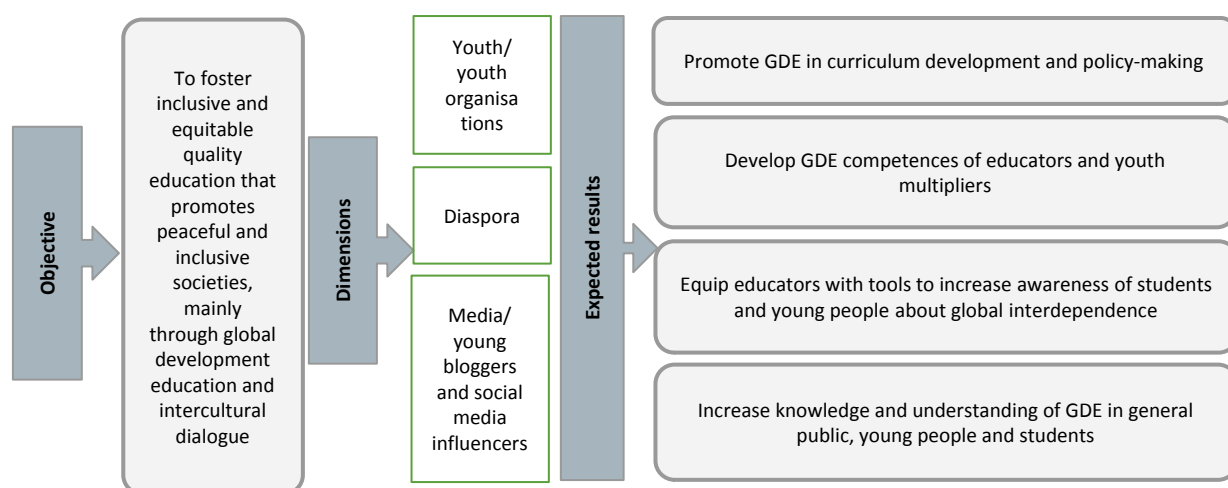 Objective
To foster
inclusive and
equitable
quality
education that
promotes
peaceful and
inclusive
societies,
mainly
through global
development
education and
intercultural
dialogue
Dimensions
Youth/
youth
organisa
tions
Diaspora
Media/
young
bloggers
and social
media
influencers
Expected results
Promote GDE in curriculum development and policy-making
Develop GDE competences of educators and youth
multipliers
Equip educators with tools to increase awareness of students
and young people about global interdependence
Increase knowledge and understanding of GDE in general
public, young people and students